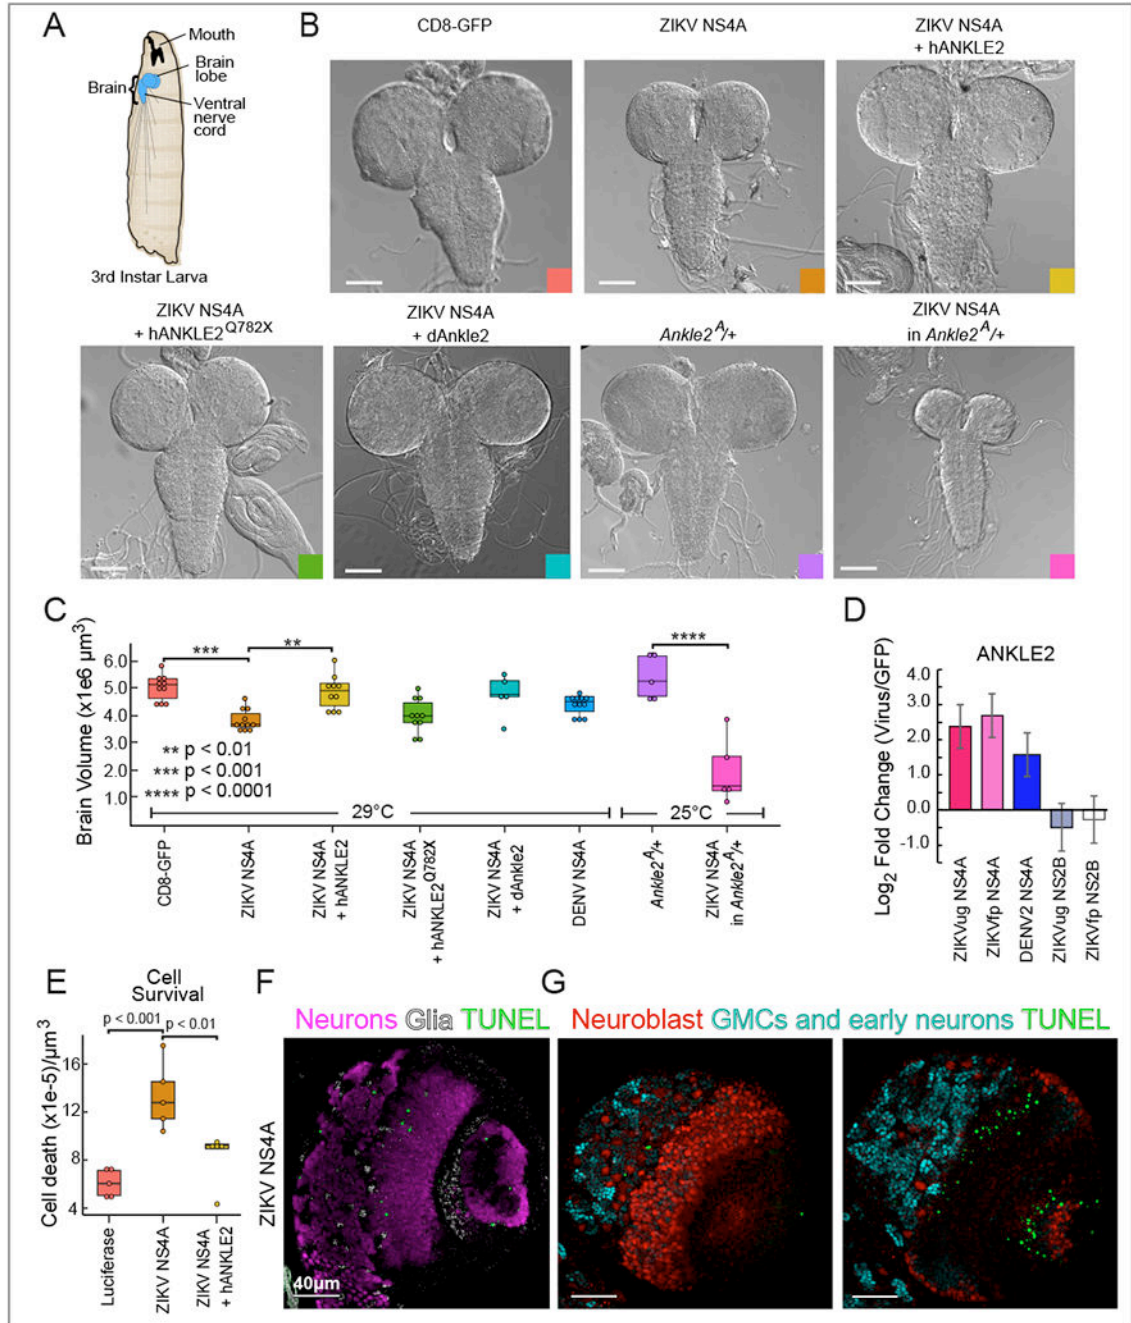 A
Mouth
Brain
lobe
Brain
Ventral
nerve
cord
3rd Instar Larva
B
CD8-GFP
ZIKV NS4A
ZIKV NS4A
+ hANKLE2
ZIKV NS4A
+ hANKLE2Q782X
ZIKV NS4A
+ dAnkle2
Ankle2A/+
ZIKV NS4A
in Ankle2A/+
C
Brain Volume (x1e6 µm3)
6.0
5.0
4.0
3.0
2.0
1.0
***
**
****
** p < 0.01
*** p < 0.001
**** p < 0.0001
29°C
25°C
CD8-GFP
ZIKV NS4A
ZIKV NS4A
+ hANKLE2
ZIKV NS4A
+ hANKLE2Q782X
ZIKV NS4A
+ dAnkle2
DENV NS4A
Ankle2A/+
ZIKV NS4A
in Ankle2A/+
D
ANKLE2
Log2 Fold Change (Virus/GFP)
4.0
3.0
2.0
1.0
0.0
-1.0
ZIKVug NS4A
ZIKVfp NS4A
DENV2 NS4A
ZIKVug NS2B
ZIKVfp NS2B
E
Cell
Survival
p < 0.001
p < 0.01
Cell death (x1e-5)/µm3
16
12
8
4
Luciferase
ZIKV NS4A
ZIKV NS4A
+ hANKLE2
F
Neurons Glia TUNEL
ZIKV NS4A
40µm
G
Neuroblast GMCs and early neurons TUNEL